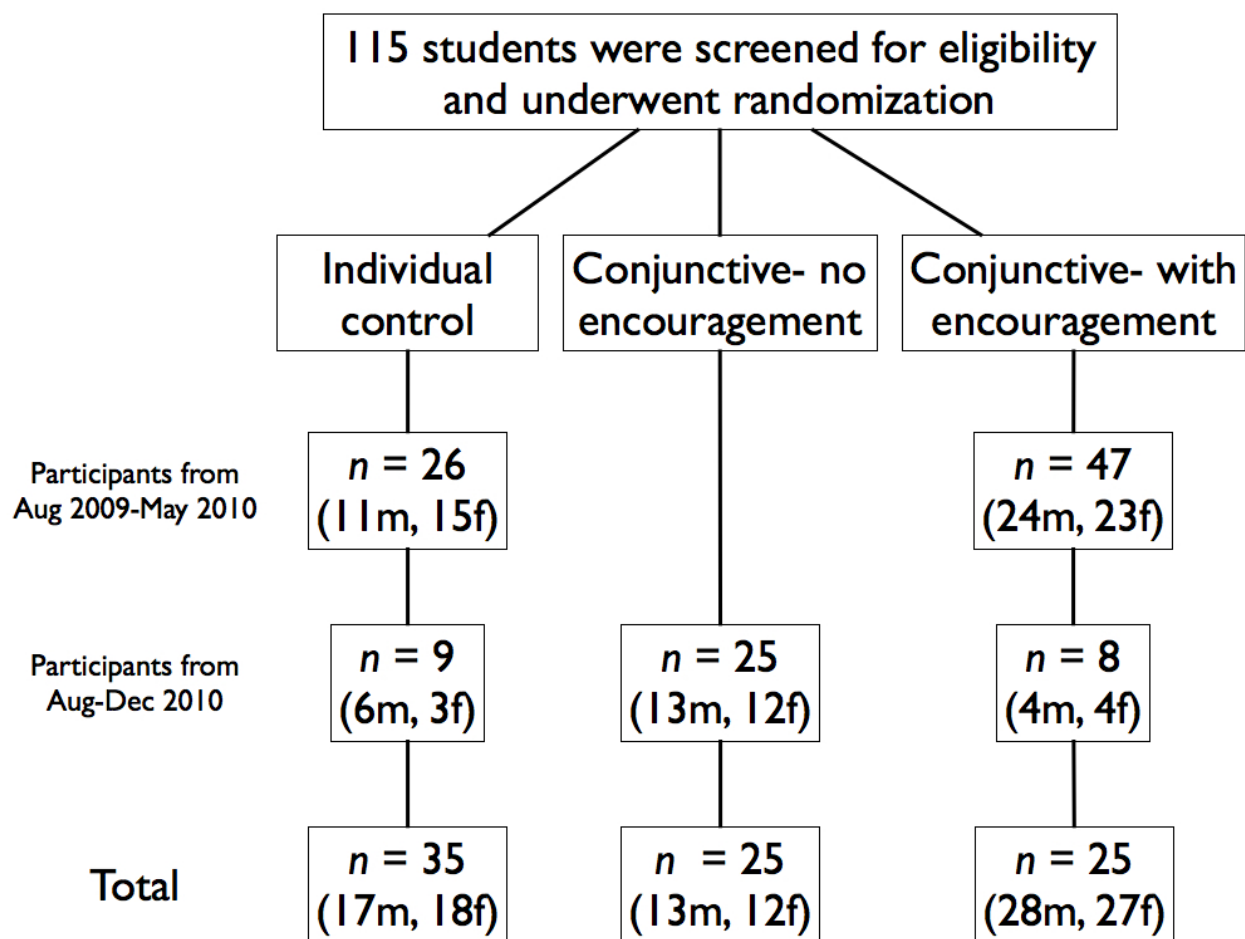 115 students were screened for eligibility
and underwent randomization
Individual
control
Conjunctive- no
encouragement
Conjunctive- with
encouragement
Participants from
Aug 2009-May 2010
n = 26
(11m, 15f)
n = 47
(24m, 23f)
Participants from
Aug-Dec 2010
n = 9
(6m, 3f)
n = 25
(13m, 12f)
n = 8
(4m, 4f)
Total
n = 35
(17m, 18f)
n = 25
(13m, 12f)
n = 25
(28m, 27f)